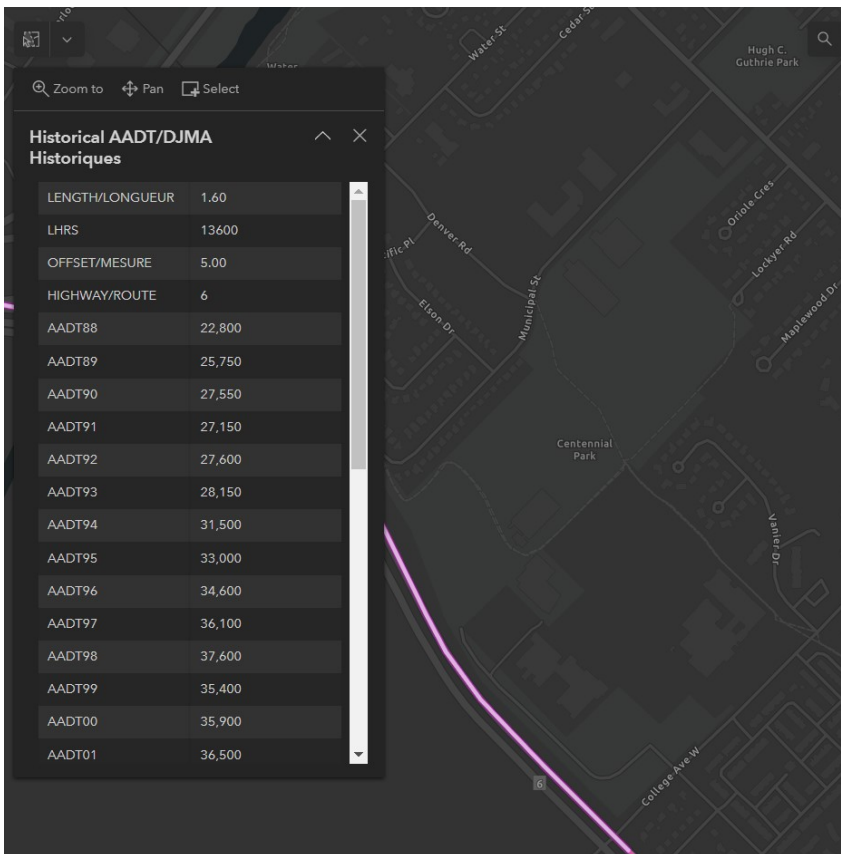 Water St
Cedar St
Hugh C.
Guthrie Park
Water
Zoom to Pan Select
Historical AADT/DJMA
Historiques
LENGTH/LONGUEUR 1.60
LHRS 13600
OFFSET/MESURE 5.00
HIGHWAY/ROUTE 6
AADT88 22,800
AADT89 25,750
AADT90 27,550
AADT91 27,150
AADT92 27,600
AADT93 28,150
AADT94 31,500
AADT95 33,000
AADT96 34,600
AADT97 36,100
AADT98 37,600
AADT99 35,400
AADT00 35,900
AADT01 36,500
Oriole Cres
Lockyer Rd
Maplewood Dr
Denver Rd
ific Pl
Elson Dr
Municipal St
Centennial
Park
Vanier Dr
6
College Ave W